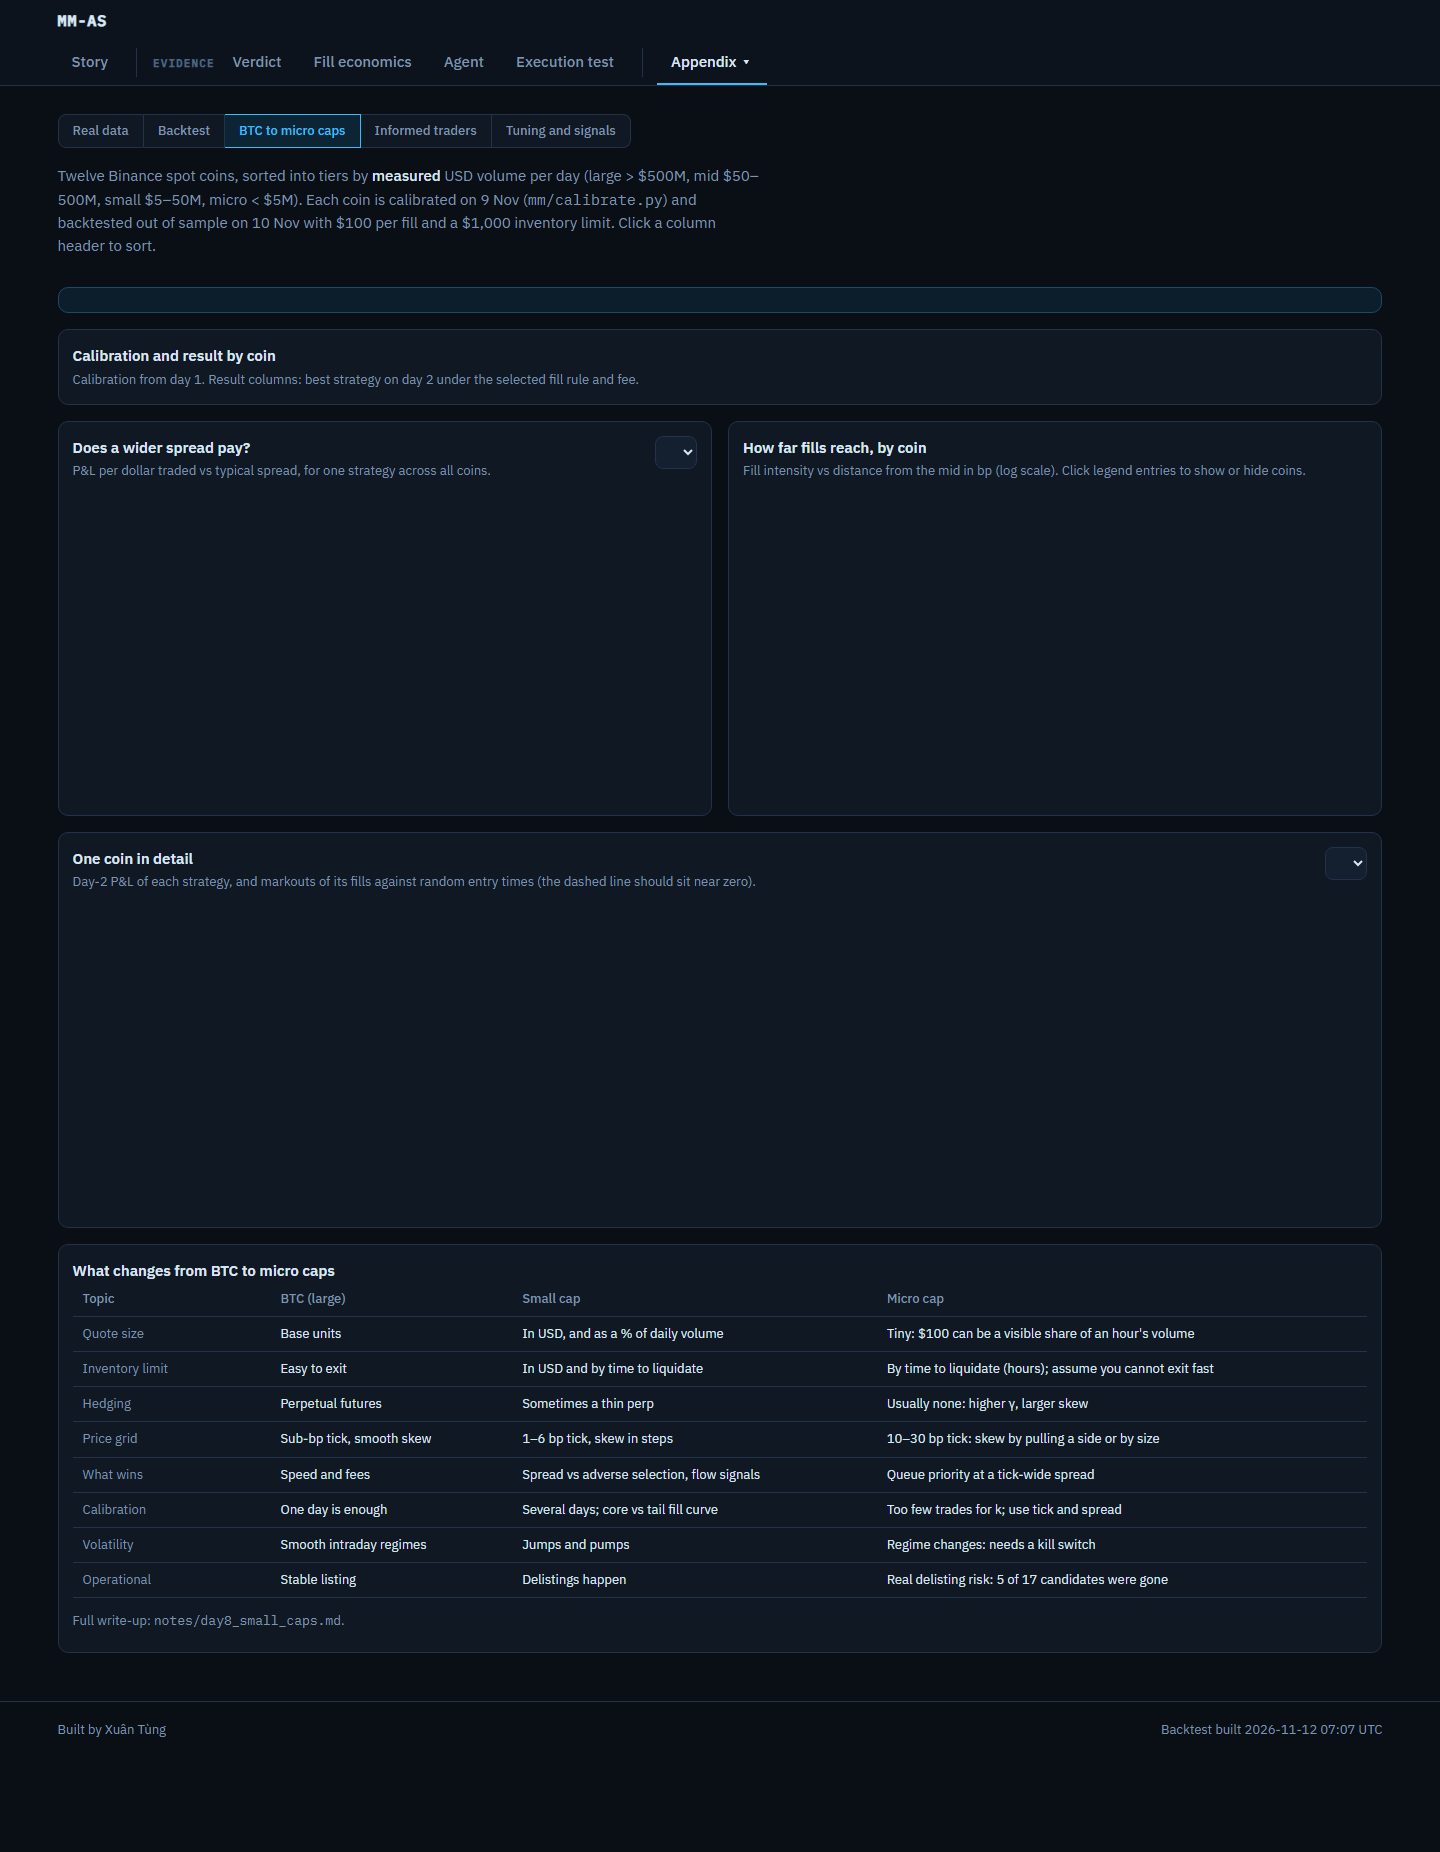 MM-AS
Story EVIDENCE Verdict Fill economics Agent Execution test Appendix ▾
Real data Backtest BTC to micro caps Informed traders Tuning and signals
Twelve Binance spot coins, sorted into tiers by measured USD volume per day (large > $500M, mid $50–
500M, small $5–50M, micro < $5M). Each coin is calibrated on 9 Nov (mm/calibrate.py) and
backtested out of sample on 10 Nov with $100 per fill and a $1,000 inventory limit. Click a column
header to sort.
Calibration and result by coin
Calibration from day 1. Result columns: best strategy on day 2 under the selected fill rule and fee.
Does a wider spread pay?
P&L per dollar traded vs typical spread, for one strategy across all coins.
How far fills reach, by coin
Fill intensity vs distance from the mid in bp (log scale). Click legend entries to show or hide coins.
One coin in detail
Day-2 P&L of each strategy, and markouts of its fills against random entry times (the dashed line should sit near zero).
What changes from BTC to micro caps
Topic BTC (large) Small cap Micro cap
Quote size Base units In USD, and as a % of daily volume Tiny: $100 can be a visible share of an hour's volume
Inventory limit Easy to exit In USD and by time to liquidate By time to liquidate (hours); assume you cannot exit fast
Hedging Perpetual futures Sometimes a thin perp Usually none: higher γ, larger skew
Price grid Sub-bp tick, smooth skew 1–6 bp tick, skew in steps 10–30 bp tick: skew by pulling a side or by size
What wins Speed and fees Spread vs adverse selection, flow signals Queue priority at a tick-wide spread
Calibration One day is enough Several days; core vs tail fill curve Too few trades for k; use tick and spread
Volatility Smooth intraday regimes Jumps and pumps Regime changes: needs a kill switch
Operational Stable listing Delistings happen Real delisting risk: 5 of 17 candidates were gone
Full write-up: notes/day8_small_caps.md.
Built by Xuân Tùng Backtest built 2026-11-12 07:07 UTC